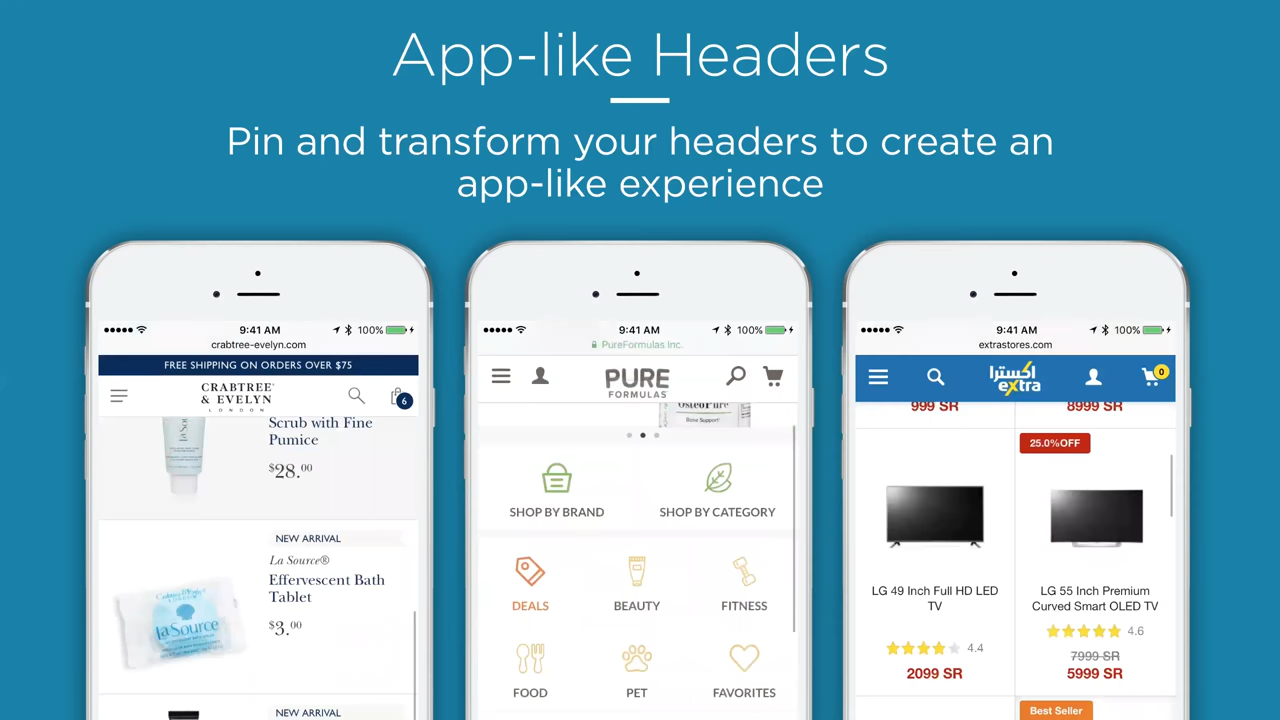 App-like Headers
Pin and transform your headers to create an
app-like experience
9:41 AM
100%
crabtree-evelyn.com
FREE SHIPPING ON ORDERS OVER $75
CRABTREE
& EVELYN
LONDON
6
Scrub with Fine
Pumice
$28.00
NEW ARRIVAL
La Source®
Effervescent Bath
Tablet
la Source
$3.00
NEW ARRIVAL
9:41 AM
100%
PureFormulas Inc.
PURE
FORMULAS
OsteoPure
Bone Support
SHOP BY BRAND
SHOP BY CATEGORY
DEALS
BEAUTY
FITNESS
FOOD
PET
FAVORITES
9:41 AM
100%
extrastores.com
اكسترا
extra
0
999 SR
8999 SR
25.0%OFF
LG 49 Inch Full HD LED
TV
4.4
2099 SR
LG 55 Inch Premium
Curved Smart OLED TV
4.6
7999 SR
5999 SR
Best Seller